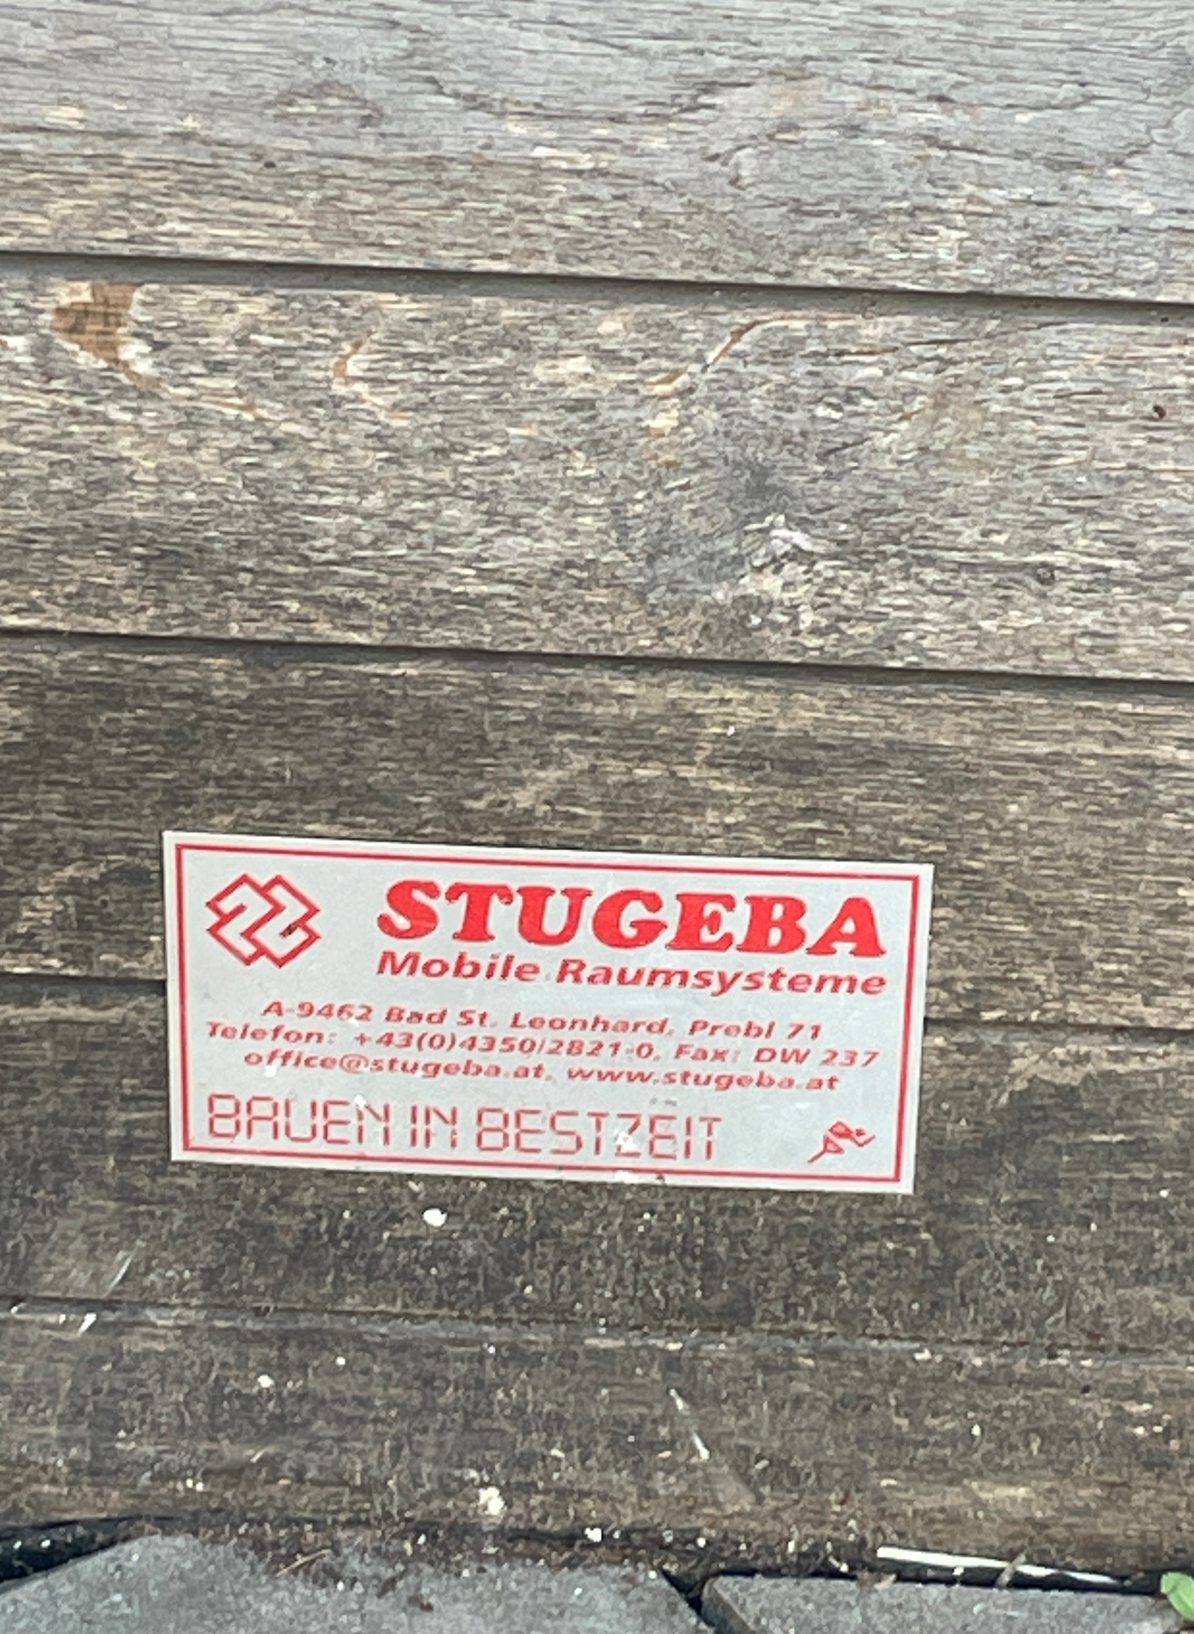 STUGEBA
Mobile Raumsysteme
A-9462 Bad St. Leonhard, Prebl 71
Telefon: +43(0)4350/2821-0, Fax: DW 237
office@stugeba.at, www.stugeba.at
BAUEN IN BESTZEIT